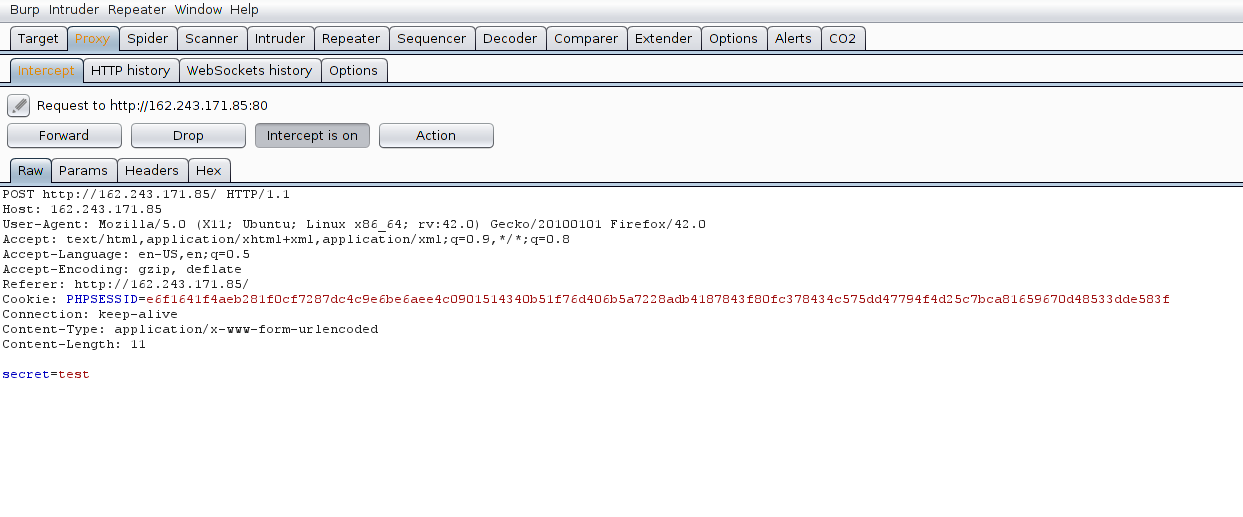 Burp Intruder Repeater Window Help
Target Proxy Spider Scanner Intruder Repeater Sequencer Decoder Comparer Extender Options Alerts CO2
Intercept HTTP history WebSockets history Options
Request to http://162.243.171.85:80
Forward Drop Intercept is on Action
Raw Params Headers Hex
POST http://162.243.171.85/ HTTP/1.1
Host: 162.243.171.85
User-Agent: Mozilla/5.0 (X11; Ubuntu; Linux x86_64; rv:42.0) Gecko/20100101 Firefox/42.0
Accept: text/html,application/xhtml+xml,application/xml;q=0.9,*/*;q=0.8
Accept-Language: en-US,en;q=0.5
Accept-Encoding: gzip, deflate
Referer: http://162.243.171.85/
Cookie: PHPSESSID=e6f1641f4aeb281f0cf7287dc4c9e6be6aee4c0901514340b51f76d406b5a7228adb4187843f80fc378434c575dd47794f4d25c7bca81659670d48533dde583f
Connection: keep-alive
Content-Type: application/x-www-form-urlencoded
Content-Length: 11
secret=test